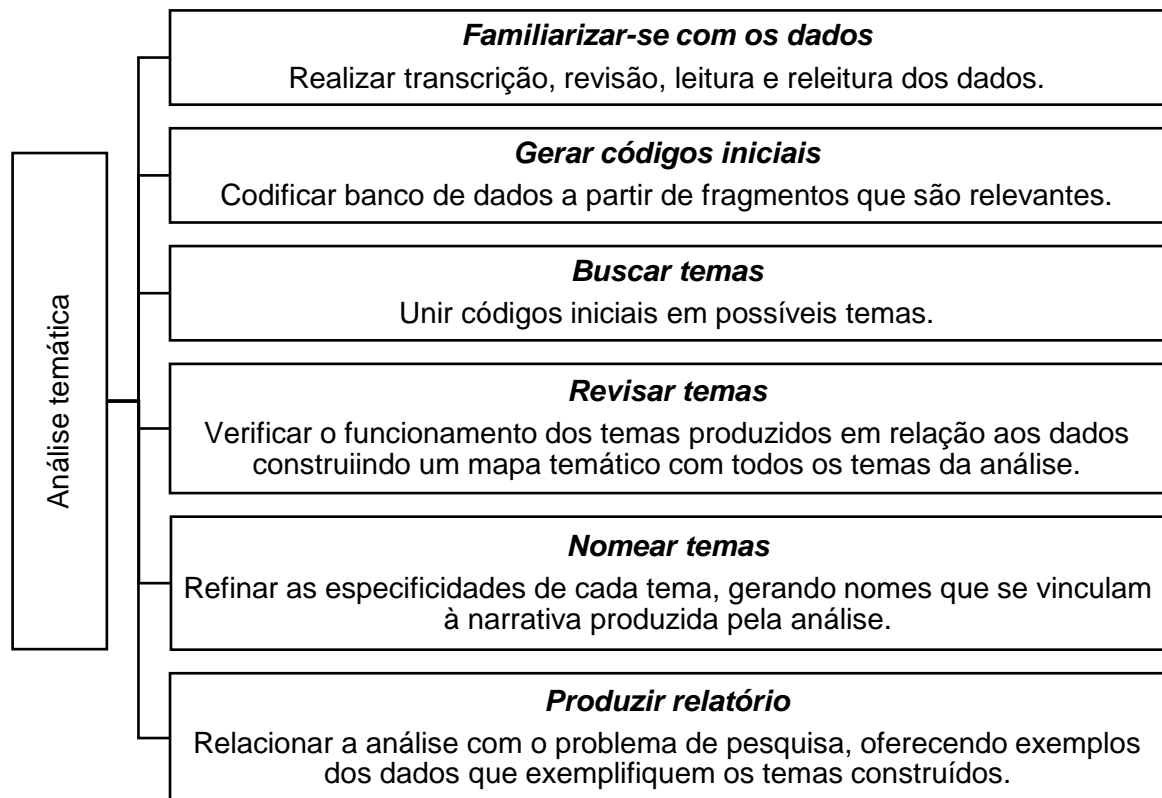 Análise temática
Familiarizar-se com os dados
Realizar transcrição, revisão, leitura e releitura dos dados.
Gerar códigos iniciais
Codificar banco de dados a partir de fragmentos que são relevantes.
Buscar temas
Unir códigos iniciais em possíveis temas.
Revisar temas
Verificar o funcionamento dos temas produzidos em relação aos dados
construiindo um mapa temático com todos os temas da análise.
Nomear temas
Refinar as especificidades de cada tema, gerando nomes que se vinculam
à narrativa produzida pela análise.
Produzir relatório
Relacionar a análise com o problema de pesquisa, oferecendo exemplos
dos dados que exemplifiquem os temas construídos.